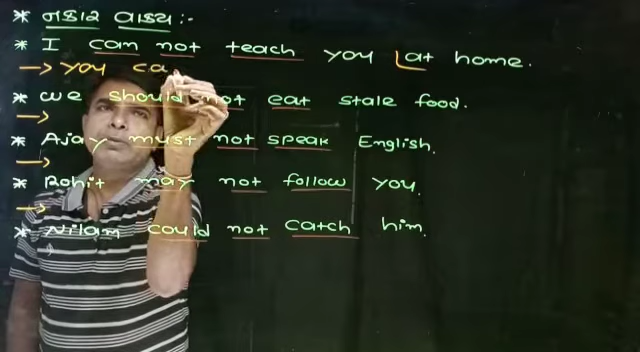 * નકાર વાક્ય :-
* I can not teach you at home.
→ you ca
* we should not eat stale food.
→
* Ajay must not speak English.
→
* Rohit may not follow you.
→
* Nilam could not catch him.